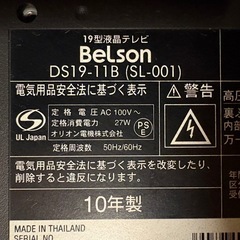 19型液晶テレビ
Belson
DS19-11B (SL-001)
電気用品安全法に基づく表示
定格電圧 AC 100V~
定格消費電力 27W
オリオン電機株式会社
定格周波数 50/60Hz
UL Japan
PSE
電気用品安全法に基づく表示を改変したり、
削除すると違反になります。
10年製
MADE IN THAILAND
SERIAL NO
警告
高圧